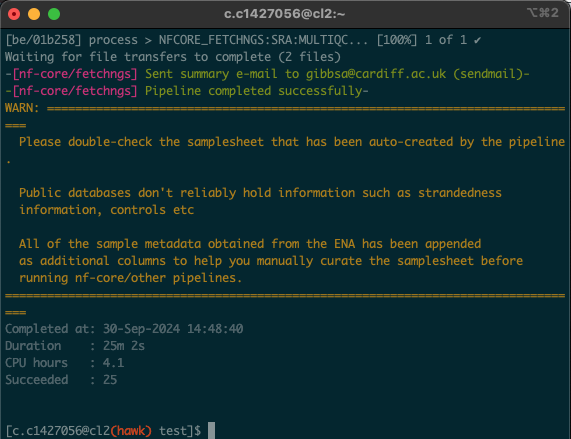 c.c1427056@cl2:~
⌥⌘2
[be/01b258] process > NFCORE_FETCHNGS:SRA:MULTIQC... [100%] 1 of 1 ✔
Waiting for file transfers to complete (2 files)
-[nf-core/fetchngs] Sent summary e-mail to gibbsa@cardiff.ac.uk (sendmail)-
-[nf-core/fetchngs] Pipeline completed successfully-
WARN: ==========================================================================
===
  Please double-check the samplesheet that has been auto-created by the pipeline
.
  Public databases don't reliably hold information such as strandedness
  information, controls etc
  All of the sample metadata obtained from the ENA has been appended
  as additional columns to help you manually curate the samplesheet before
  running nf-core/other pipelines.
================================================================================
===
Completed at: 30-Sep-2024 14:48:40
Duration    : 25m 2s
CPU hours   : 4.1
Succeeded   : 25
[c.c1427056@cl2(hawk) test]$